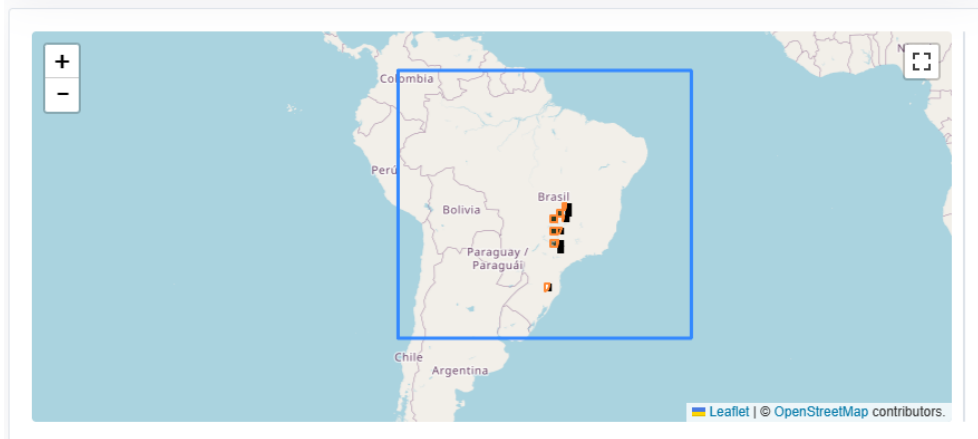 +
−
N
Colombia
Perú
Brasil
Bolivia
Paraguay /
Paraguái
Chile
Argentina
Leaflet | © OpenStreetMap contributors.